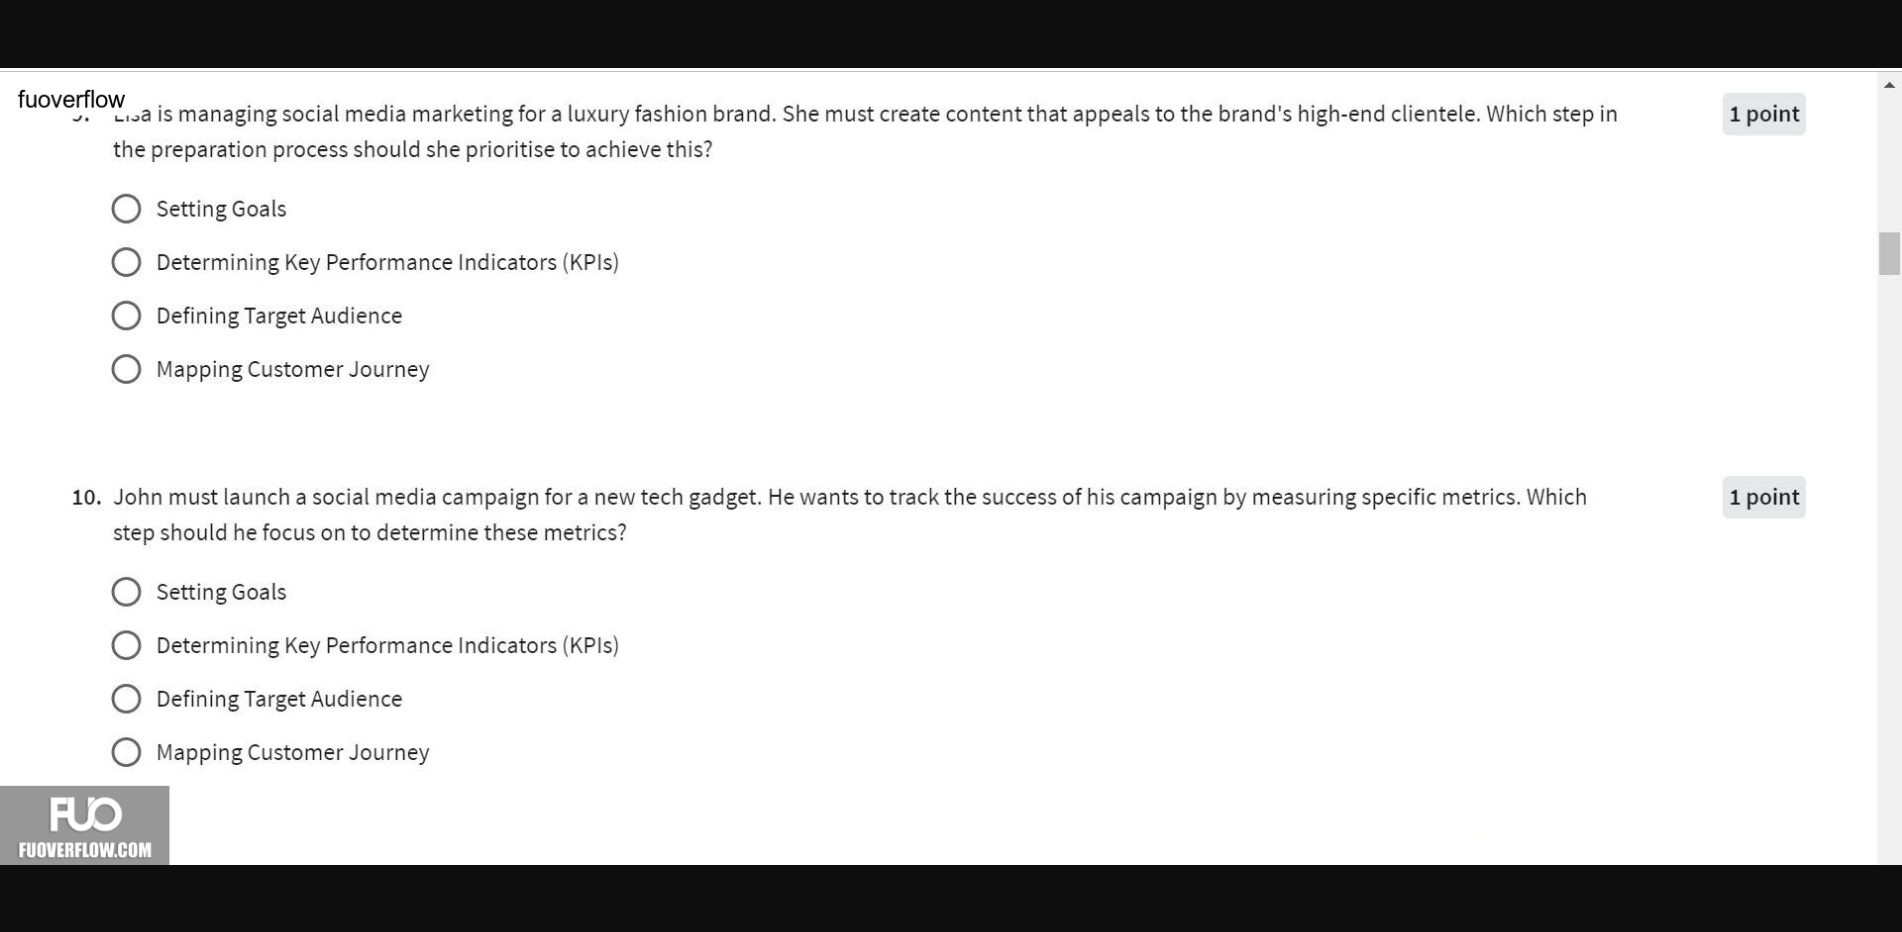 fuoverflow
is managing social media marketing for a luxury fashion brand. She must create content that appeals to the brand's high-end clientele. Which step in
1 point
the preparation process should she prioritise to achieve this?
Setting Goals
Determining Key Performance Indicators (KPIs)
Defining Target Audience
Mapping Customer Journey
10. John must launch a social media campaign for a new tech gadget. He wants to track the success of his campaign by measuring specific metrics. Which
1 point
step should he focus on to determine these metrics?
Setting Goals
Determining Key Performance Indicators (KPIs)
Defining Target Audience
Mapping Customer Journey
FUO
FUOVERFLOW.COM